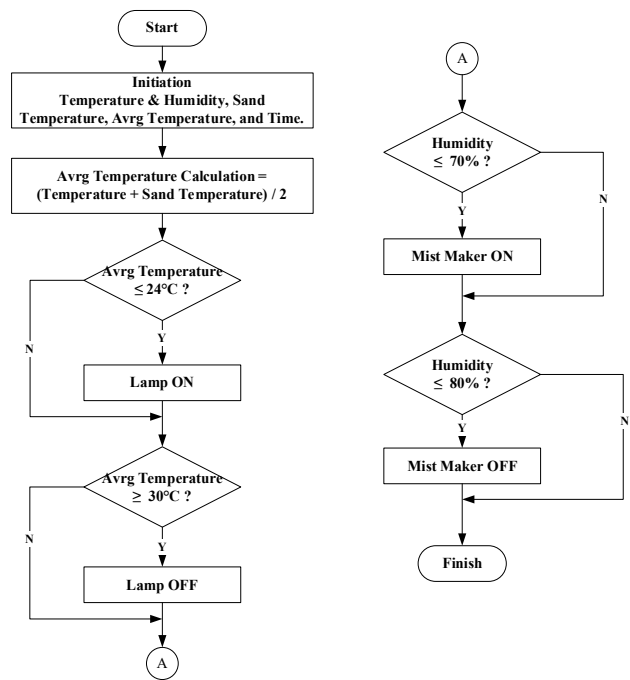 Start
Initiation
Temperature & Humidity, Sand
Temperature, Avrg Temperature, and Time.
Avrg Temperature Calculation =
(Temperature + Sand Temperature) / 2
Avrg Temperature
≤ 24°C ?
N
Y
Lamp ON
Avrg Temperature
≥ 30°C ?
N
Y
Lamp OFF
A
A
Humidity
≤ 70% ?
N
Y
Mist Maker ON
Humidity
≤ 80% ?
N
Y
Mist Maker OFF
Finish